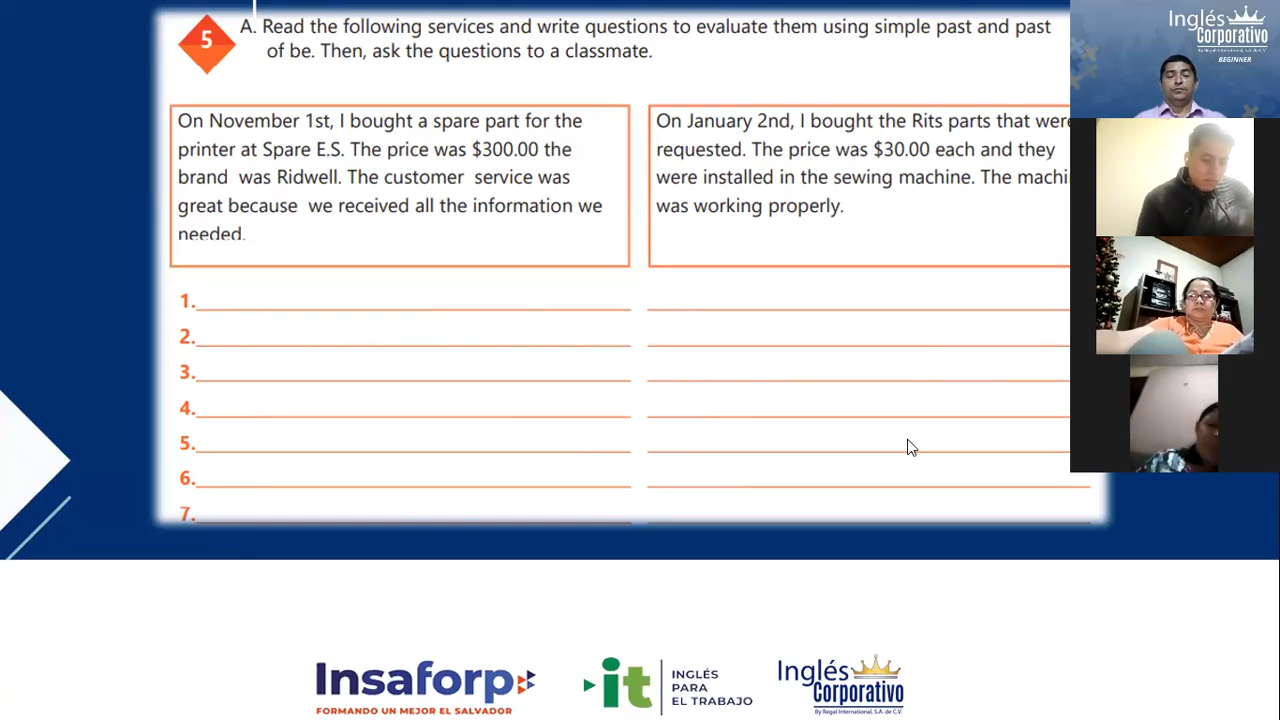 5
A. Read the following services and write questions to evaluate them using simple past and past
of be. Then, ask the questions to a classmate.
On November 1st, I bought a spare part for the
printer at Spare E.S. The price was $300.00 the
brand was Ridwell. The customer service was
great because we received all the information we
needed.
On January 2nd, I bought the Rits parts that were
requested. The price was $30.00 each and they
were installed in the sewing machine. The machi
was working properly.
1.
2.
3.
4.
5.
6.
7.
Inglés
Corporativo
By Regal International, S.A. de C.V.
BEGINNER
Insaforp
FORMANDO UN MEJOR EL SALVADOR
it
INGLÉS
PARA
EL TRABAJO
Inglés
Corporativo
By Regal International, S.A. de C.V.